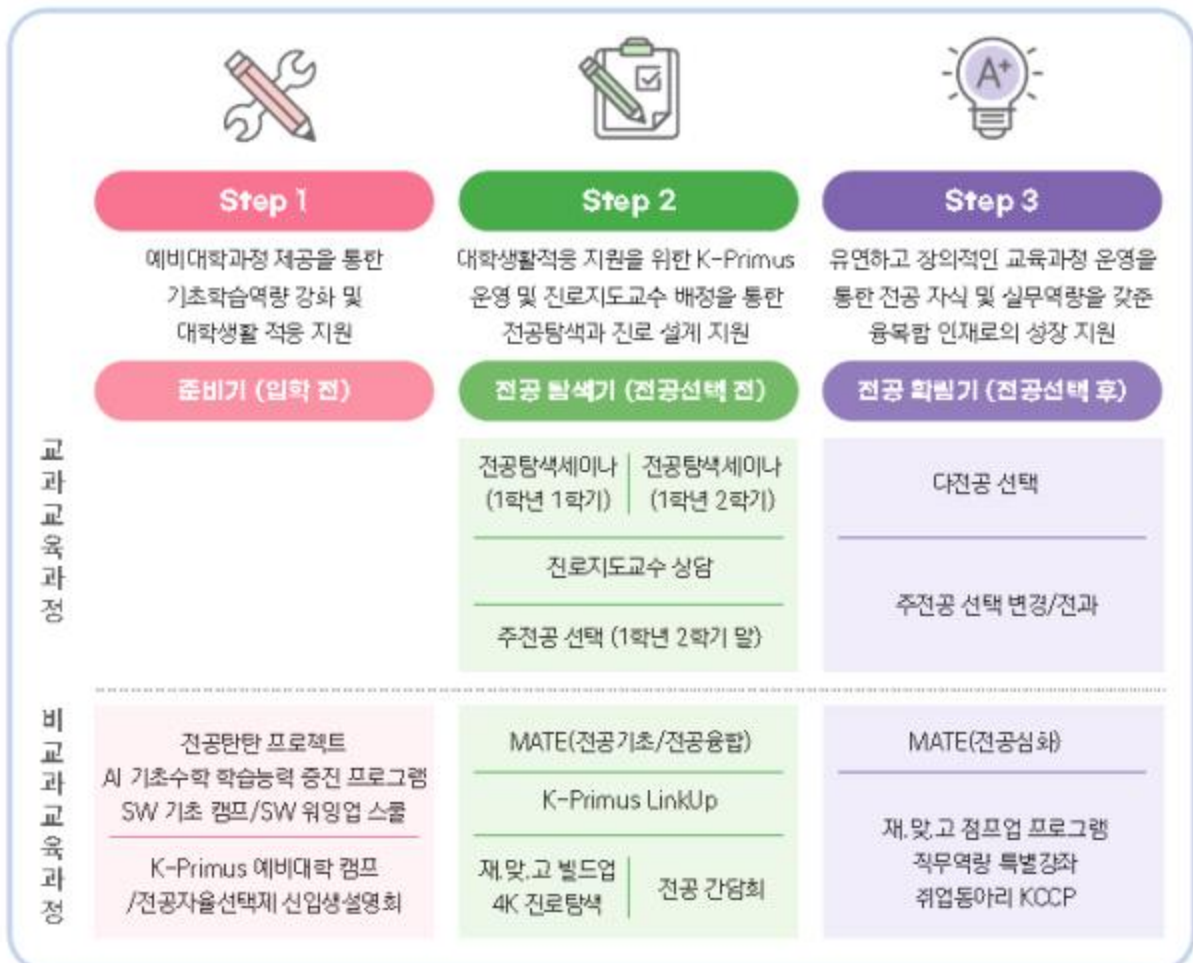 A+
Step 1
Step 2
Step 3
예비대학과정 제공을 통한
기초학습역량 강화 및
대학생활 적응 지원
대학생활적응 지원을 위한 K-Primus
운영 및 진로지도교수 배정을 통한
전공탐색과 진로 설계 지원
유연하고 창의적인 교육과정 운영을
통한 전공 지식 및 실무역량을 갖춘
융복합 인재로의 성장 지원
준비기 (입학 전)
전공 탐색기 (전공선택 전)
전공 확립기 (전공선택 후)
교과교육과정
전공탐색세미나
(1학년 1학기)
전공탐색세미나
(1학년 2학기)
진로지도교수 상담
주전공 선택 (1학년 2학기 말)
다전공 선택
주전공 선택 변경/전과
비교과교육과정
전공탄탄 프로젝트
AI 기초수학 학습능력 증진 프로그램
SW 기초 캠프/SW 워밍업 스쿨
K-Primus 예비대학 캠프
/전공자율선택제 신입생설명회
MATE(전공기초/전공융합)
K-Primus LinkUp
재.맞.고 빌드업
4K 진로탐색
전공 간담회
MATE(전공심화)
재.맞.고 점프업 프로그램
직무역량 특별강좌
취업동아리 KCCP